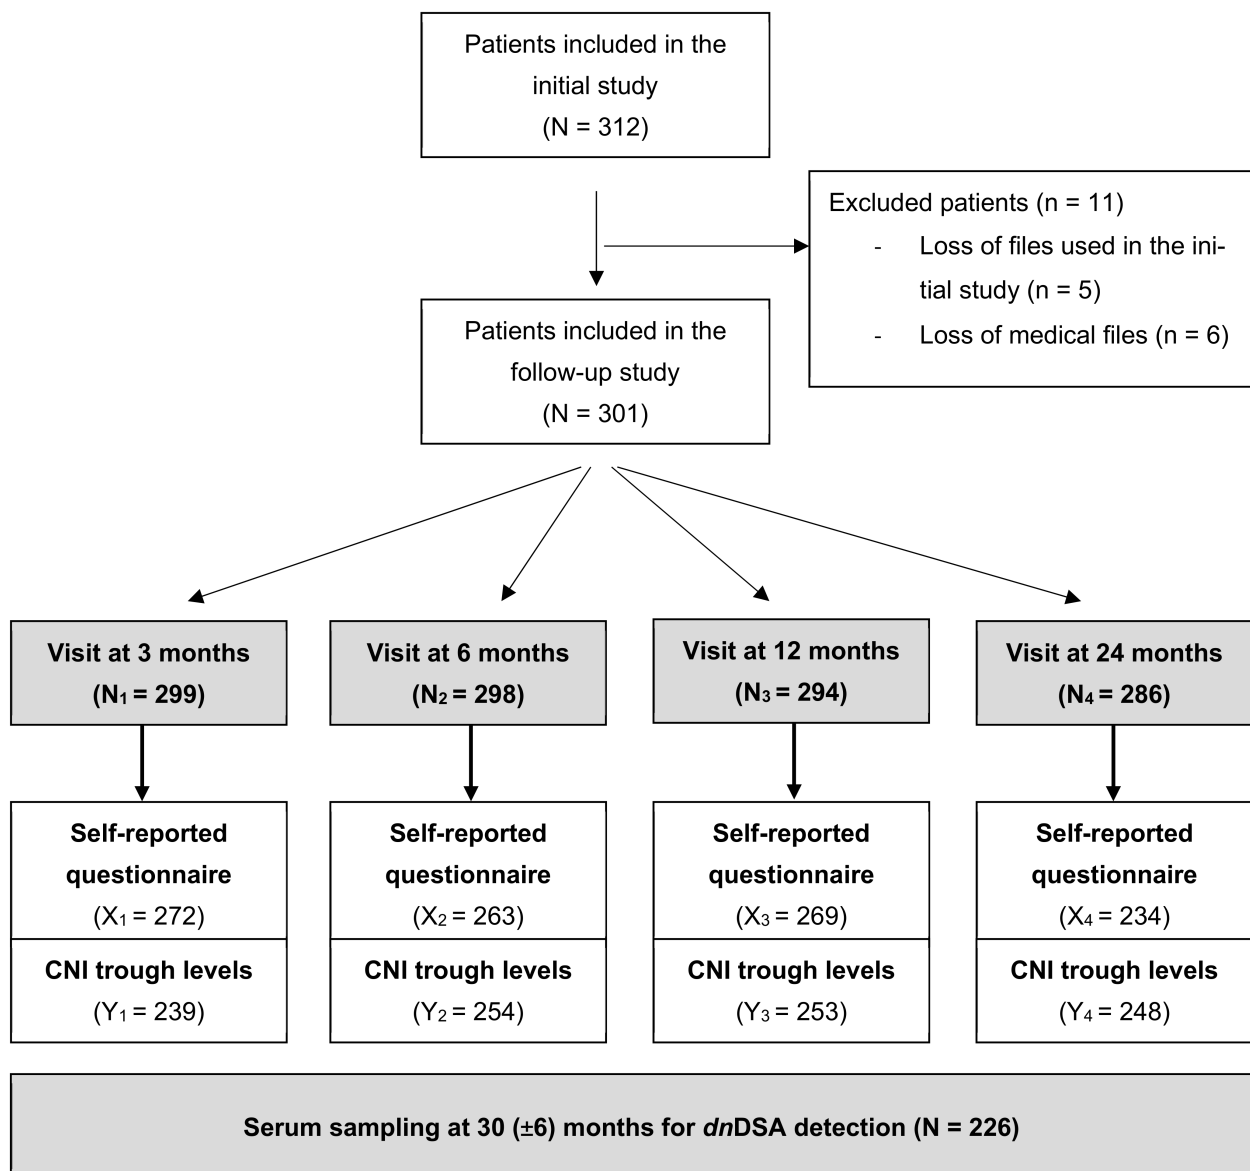 Patients included in the
initial study
(N = 312)
Excluded patients (n = 11)
- Loss of files used in the ini-
tial study (n = 5)
- Loss of medical files (n = 6)
Patients included in the
follow-up study
(N = 301)
Visit at 3 months
(N₁ = 299)
Visit at 6 months
(N₂ = 298)
Visit at 12 months
(N₃ = 294)
Visit at 24 months
(N₄ = 286)
Self-reported
questionnaire
(X₁ = 272)
CNI trough levels
(Y₁ = 239)
Self-reported
questionnaire
(X₂ = 263)
CNI trough levels
(Y₂ = 254)
Self-reported
questionnaire
(X₃ = 269)
CNI trough levels
(Y₃ = 253)
Self-reported
questionnaire
(X₄ = 234)
CNI trough levels
(Y₄ = 248)
Serum sampling at 30 (±6) months for dnDSA detection (N = 226)